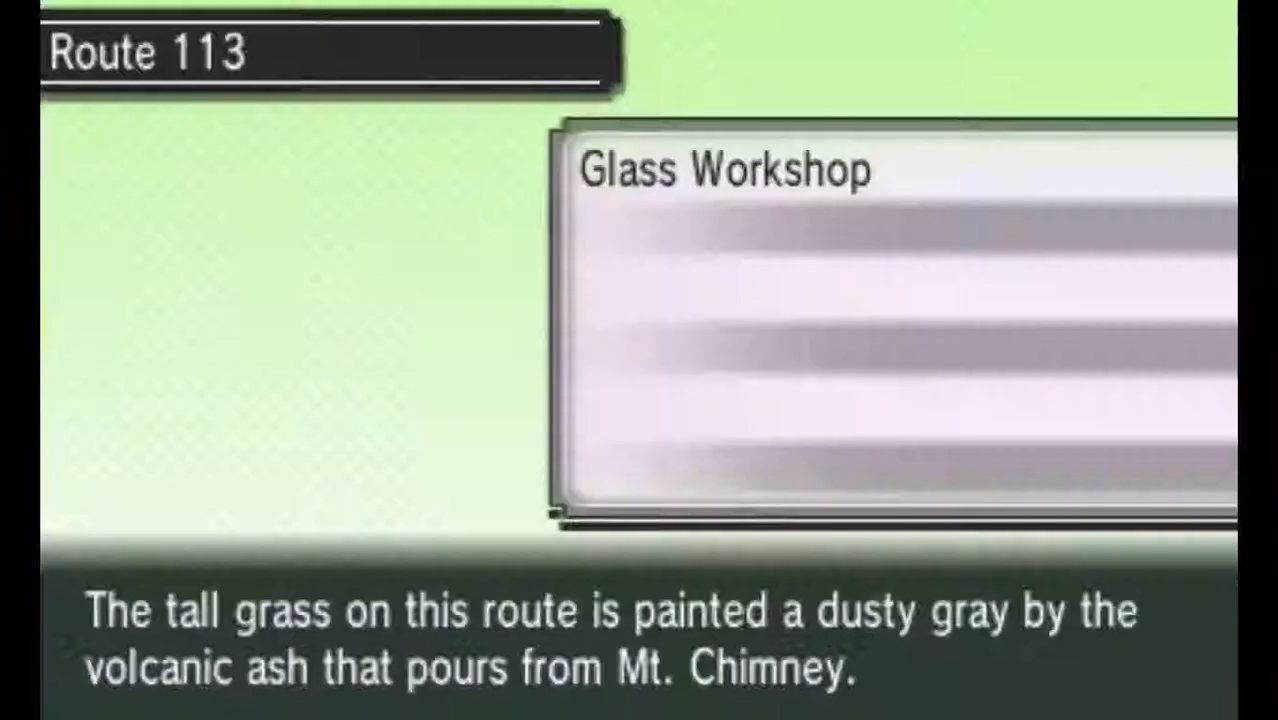 Route 113
Glass Workshop
The tall grass on this route is painted a dusty gray by the
volcanic ash that pours from Mt. Chimney.